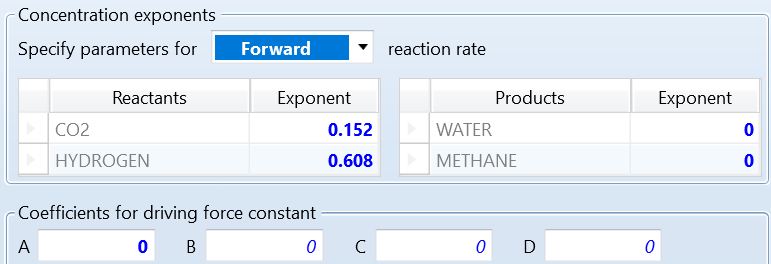 Concentration exponents
Specify parameters for Forward reaction rate
Reactants Exponent Products Exponent
CO2 0.152 WATER 0
HYDROGEN 0.608 METHANE 0
Coefficients for driving force constant
A 0 B 0 C 0 D 0